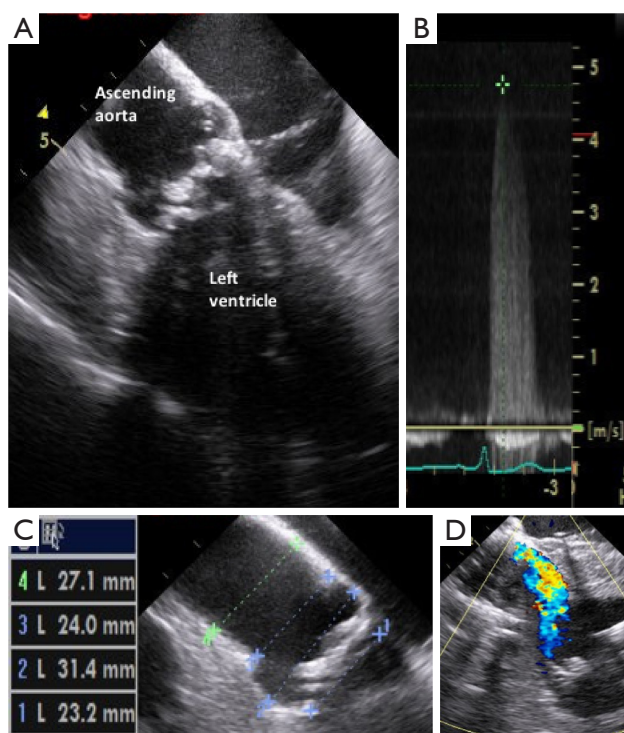 A
Ascending
aorta
5
Left
ventricle
B
5
4
3
2
1
[m/s]
-3
C
4 L 27.1 mm
3 L 24.0 mm
2 L 31.4 mm
1 L 23.2 mm
1
D